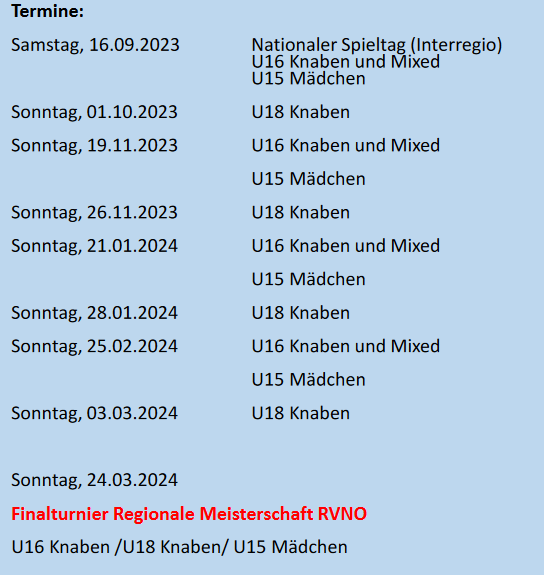 Termine:
Samstag, 16.09.2023 Nationaler Spieltag (Interregio)
U16 Knaben und Mixed
U15 Mädchen
Sonntag, 01.10.2023 U18 Knaben
Sonntag, 19.11.2023 U16 Knaben und Mixed
U15 Mädchen
Sonntag, 26.11.2023 U18 Knaben
Sonntag, 21.01.2024 U16 Knaben und Mixed
U15 Mädchen
Sonntag, 28.01.2024 U18 Knaben
Sonntag, 25.02.2024 U16 Knaben und Mixed
U15 Mädchen
Sonntag, 03.03.2024 U18 Knaben
Sonntag, 24.03.2024
Finalturnier Regionale Meisterschaft RVNO
U16 Knaben /U18 Knaben/ U15 Mädchen